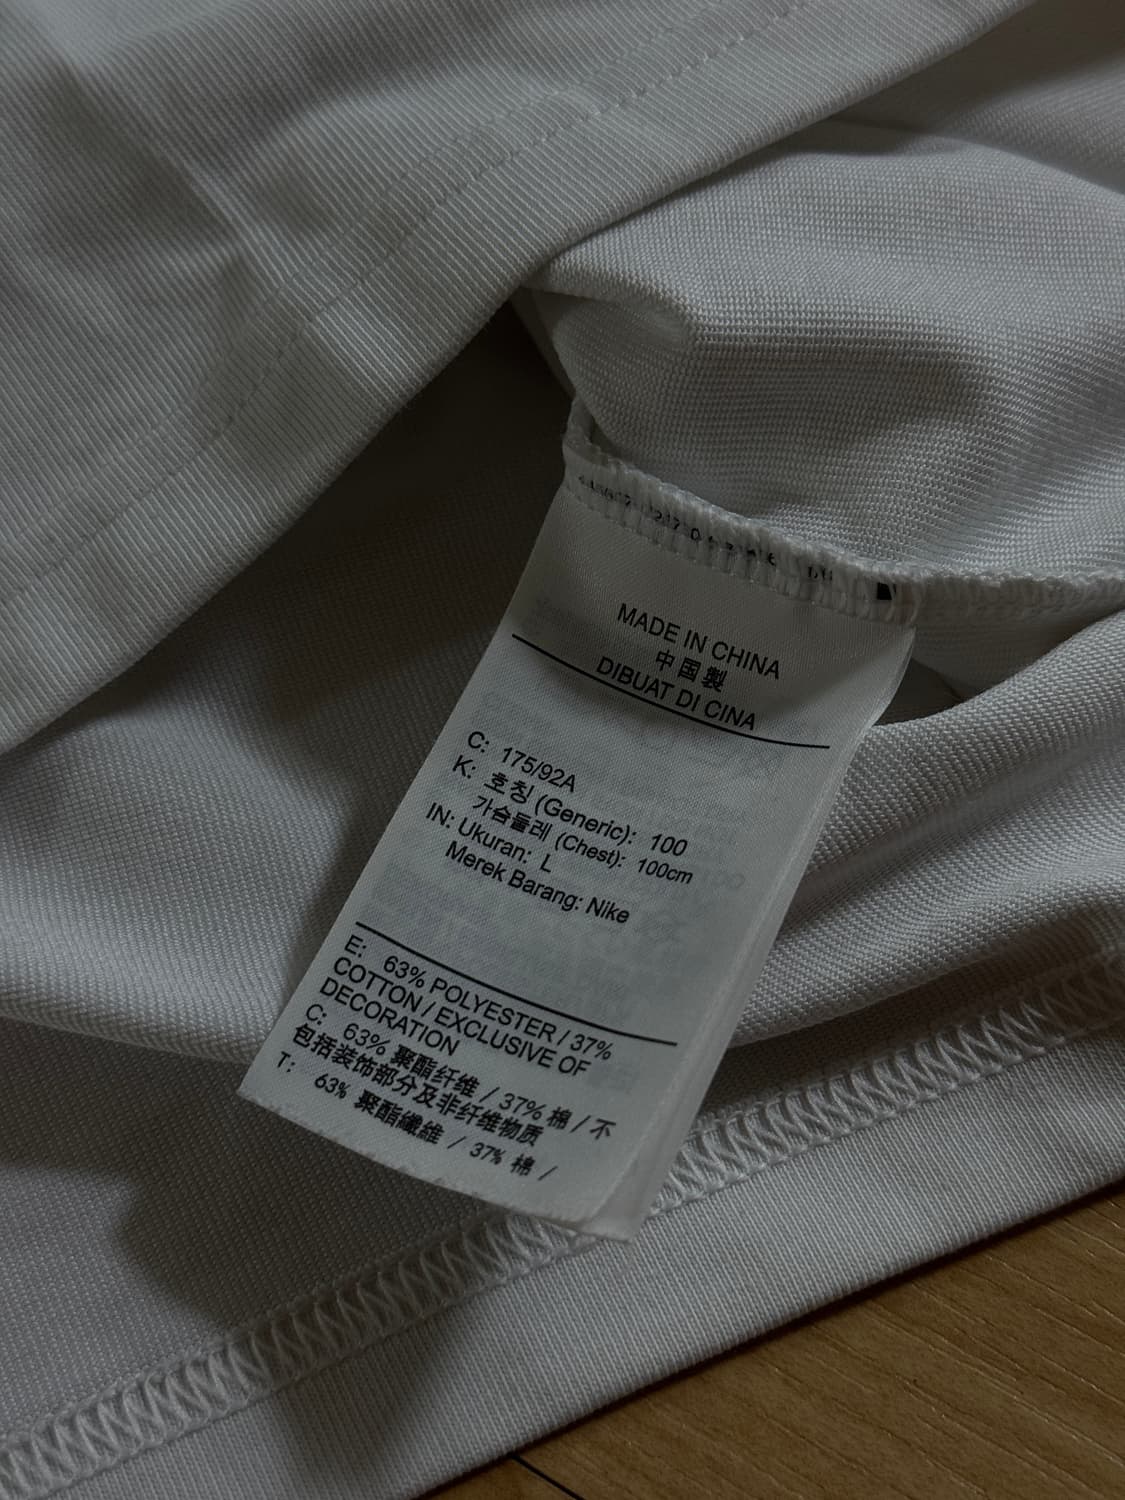 MADE IN CHINA
中国製
DIBUAT DI CINA
C: 175/92A
K: 호칭 (Generic): 100
가슴둘레 (Chest): 100cm
IN: Ukuran: L
Merek Barang: Nike
E: 63% POLYESTER / 37%
COTTON / EXCLUSIVE OF
DECORATION
C: 63% 聚酯纤维 / 37% 棉 / 不
包括装饰部分及非纤维物质
T: 63% 聚酯纖維 / 37% 棉 /